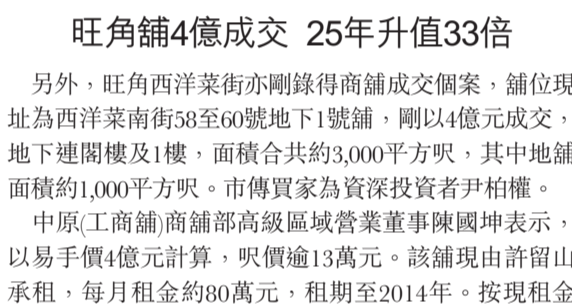 旺角舖4億成交 25年升值33倍
另外，旺角西洋菜街亦剛錄得商舖成交個案，舖位現
址為西洋菜南街58至60號地下1號舖，剛以4億元成交，
地下連閣樓及1樓，面積合共約3,000平方呎，其中地舖
面積約1,000平方呎。市傳買家為資深投資者尹柏權。
中原(工商舖)商舖部高級區域營業董事陳國坤表示，
以易手價4億元計算，呎價逾13萬元。該舖現由許留山
承租，每月租金約80萬元，租期至2014年。按現租金